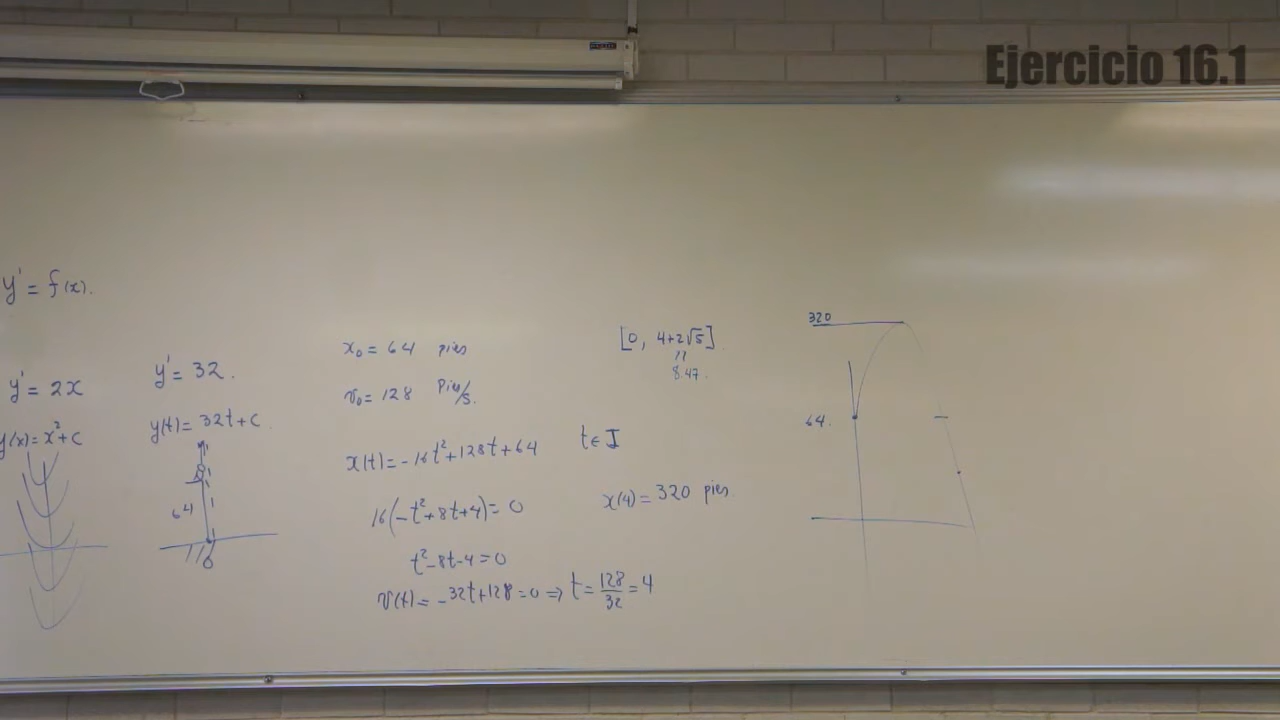 Ejercicio 16.1
y' = f(x).
y' = 2x
y(x) = x² + C
y' = 32.
y(t) = 32t + C
64
0
x₀ = 64 pies
v₀ = 128 Pies/s.
x(t) = -16t² + 128t + 64 t ∈ I
16(-t² + 8t + 4) = 0
t² - 8t - 4 = 0
v(t) = -32t + 128 = 0 ⇒ t = 128/32 = 4
[0, 4+2√5]
8.47.
x(4) = 320 pies
320
64.